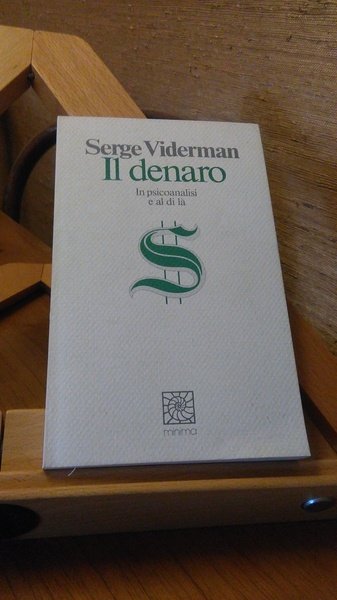 Serge Viderman
Il denaro
In psicoanalisi
e al di là
$
minima